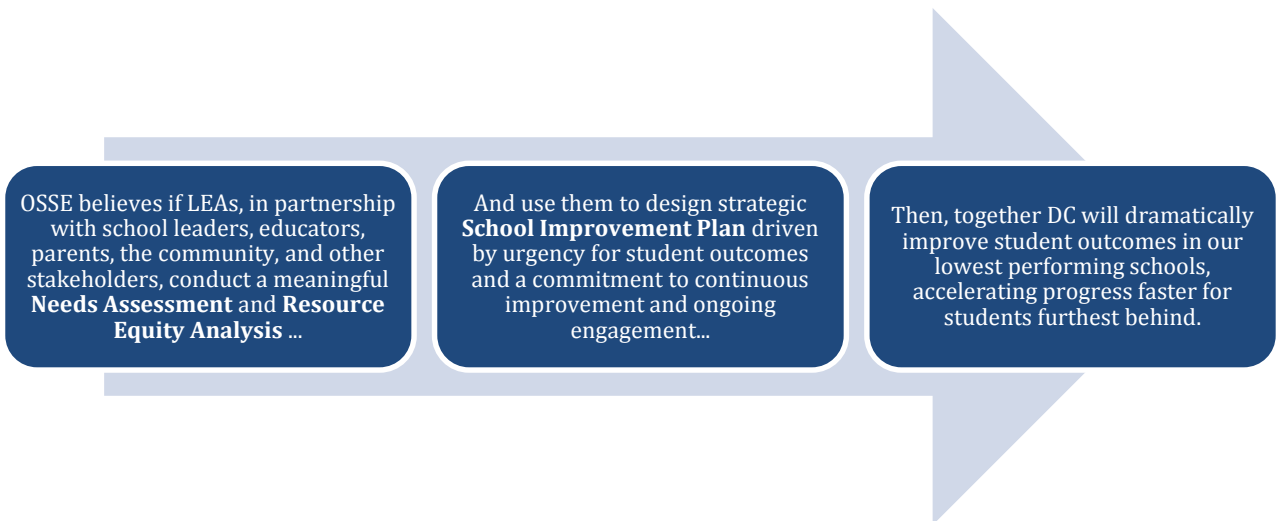 OSSE believes if LEAs, in partnership
with school leaders, educators,
parents, the community, and other
stakeholders, conduct a meaningful
Needs Assessment and Resource
Equity Analysis ...
And use them to design strategic
School Improvement Plan driven
by urgency for student outcomes
and a commitment to continuous
improvement and ongoing
engagement...
Then, together DC will dramatically
improve student outcomes in our
lowest performing schools,
accelerating progress faster for
students furthest behind.